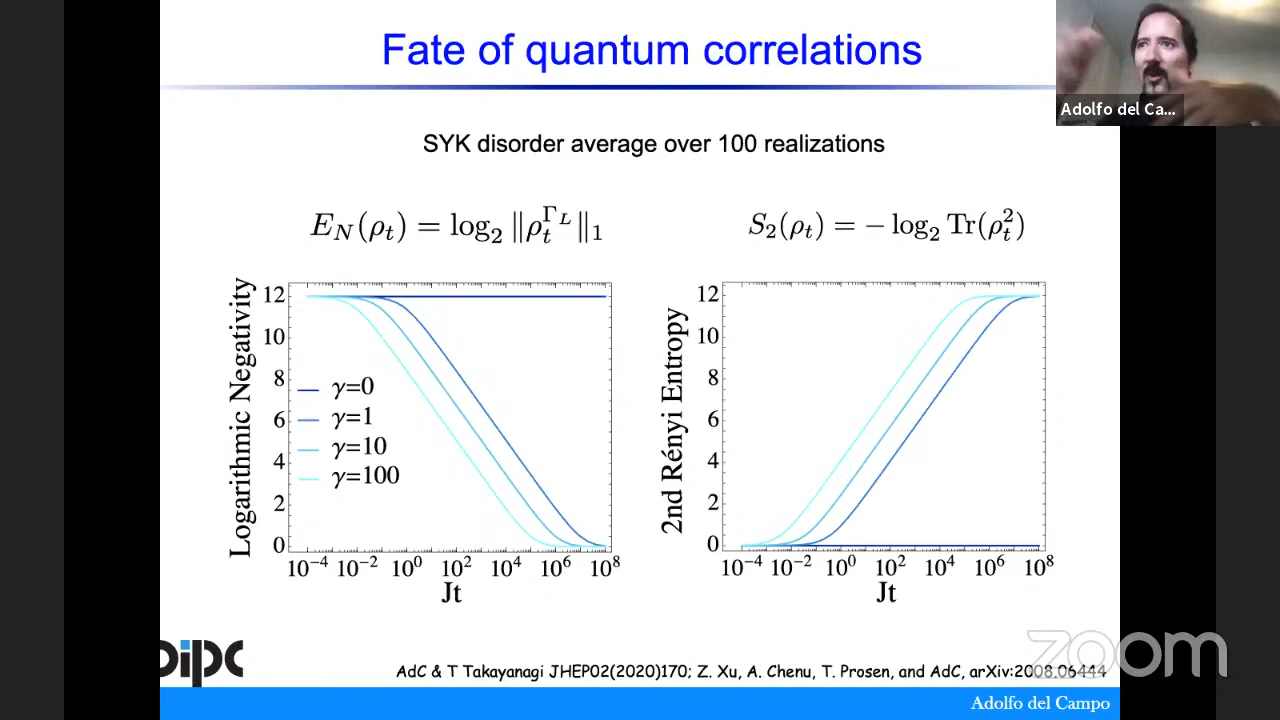 Fate of quantum correlations
Adolfo del Ca...
SYK disorder average over 100 realizations
E_N(ρ_t) = log_2 ‖ρ_t^{Γ_L}‖_1
S_2(ρ_t) = − log_2 Tr(ρ_t^2)
Logarithmic Negativity
12
10
8
6
4
2
0
γ=0
γ=1
γ=10
γ=100
10^{-4} 10^{-2} 10^0 10^2 10^4 10^6 10^8
Jt
2nd Rényi Entropy
12
10
8
6
4
2
0
10^{-4} 10^{-2} 10^0 10^2 10^4 10^6 10^8
Jt
dipc
zoom
AdC & T Takayanagi JHEP02(2020)170; Z. Xu, A. Chenu, T. Prosen, and AdC, arXiv:2008.06444
Adolfo del Campo